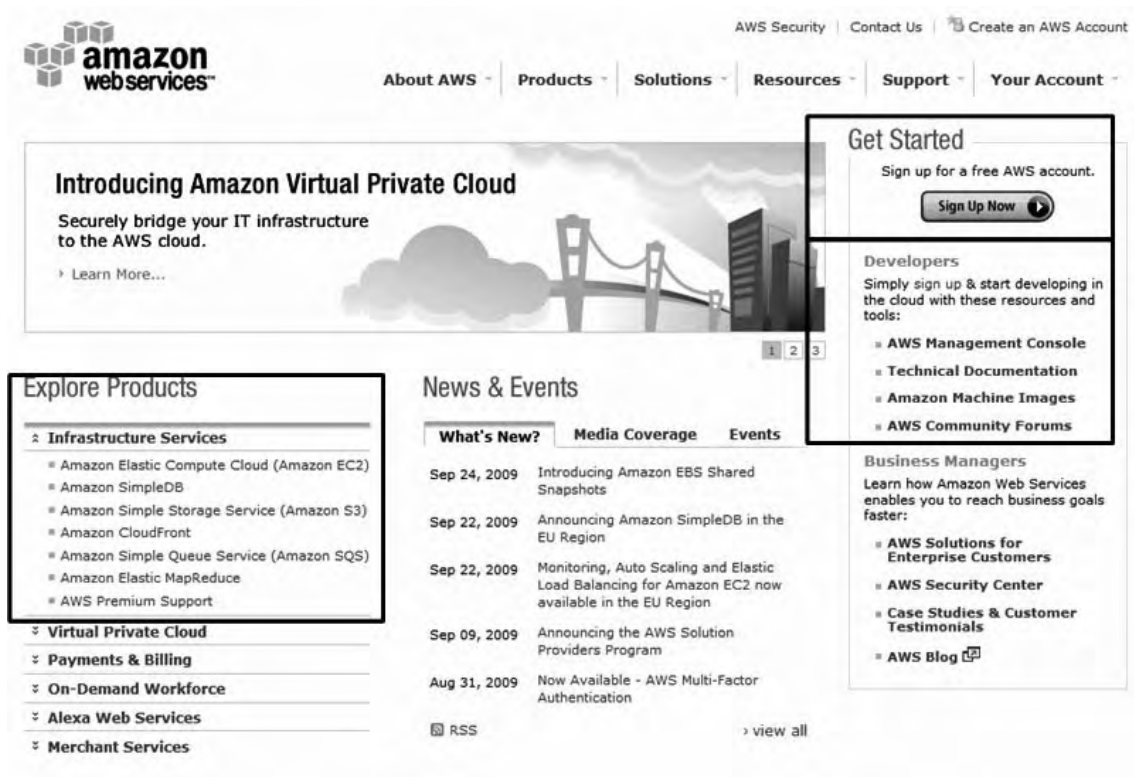 AWS Security | Contact Us | Create an AWS Account
amazon
webservices™
About AWS
Products
Solutions
Resources
Support
Your Account
Introducing Amazon Virtual Private Cloud
Securely bridge your IT infrastructure
to the AWS cloud.
Learn More...
1 2 3
Get Started
Sign up for a free AWS account.
Sign Up Now
Developers
Simply sign up & start developing in
the cloud with these resources and
tools:
AWS Management Console
Technical Documentation
Amazon Machine Images
AWS Community Forums
Business Managers
Learn how Amazon Web Services
enables you to reach business goals
faster:
AWS Solutions for
Enterprise Customers
AWS Security Center
Case Studies & Customer
Testimonials
AWS Blog
Explore Products
Infrastructure Services
Amazon Elastic Compute Cloud (Amazon EC2)
Amazon SimpleDB
Amazon Simple Storage Service (Amazon S3)
Amazon CloudFront
Amazon Simple Queue Service (Amazon SQS)
Amazon Elastic MapReduce
AWS Premium Support
Virtual Private Cloud
Payments & Billing
On-Demand Workforce
Alexa Web Services
Merchant Services
News & Events
What's New?
Media Coverage
Events
Sep 24, 2009 Introducing Amazon EBS Shared
Snapshots
Sep 22, 2009 Announcing Amazon SimpleDB in the
EU Region
Sep 22, 2009 Monitoring, Auto Scaling and Elastic
Load Balancing for Amazon EC2 now
available in the EU Region
Sep 09, 2009 Announcing the AWS Solution
Providers Program
Aug 31, 2009 Now Available - AWS Multi-Factor
Authentication
RSS
› view all